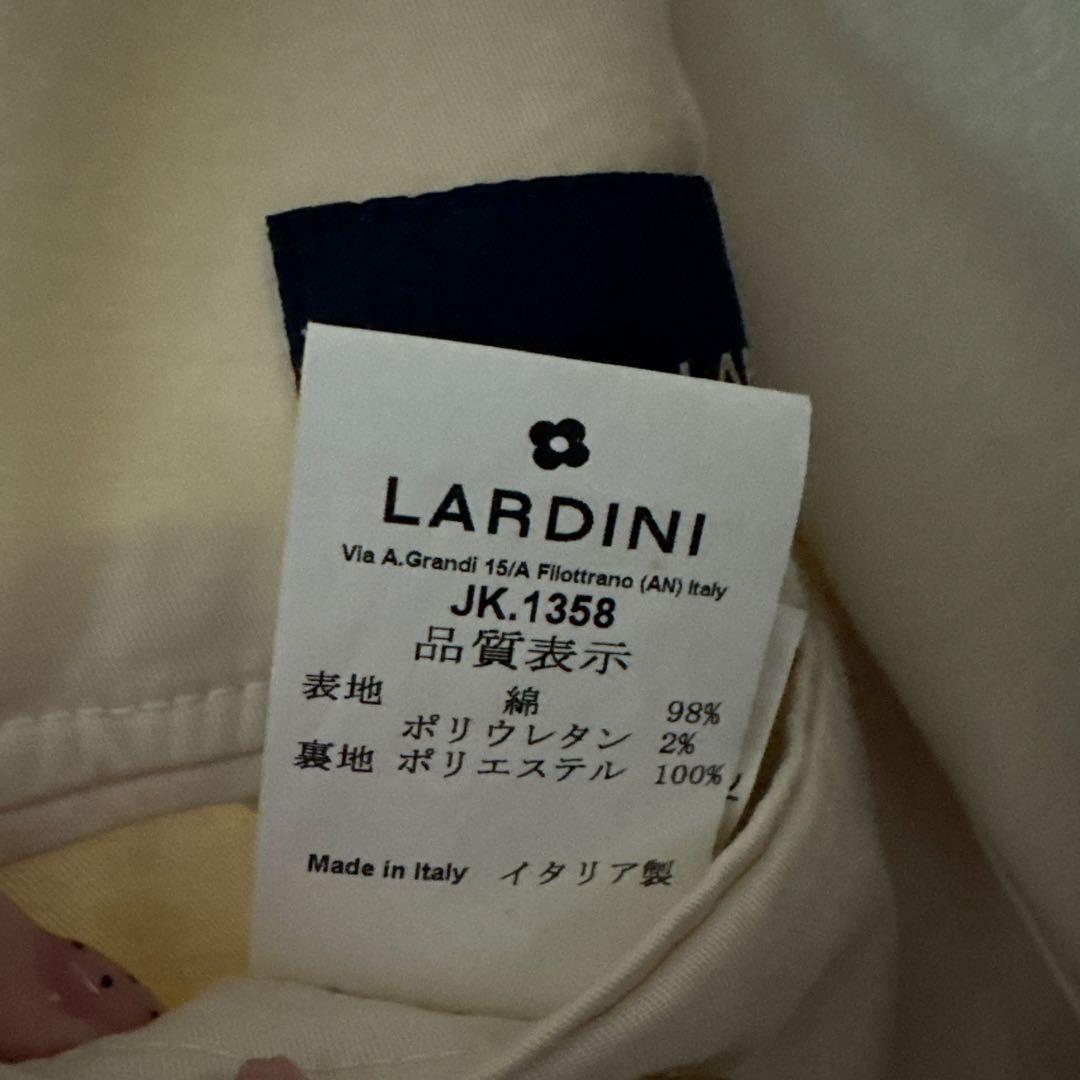 LARDINI
Via A.Grandi 15/A Filottrano (AN) Italy
JK.1358
品質表示
表地 綿 98%
ポリウレタン 2%
裏地 ポリエステル 100%
Made in Italy イタリア製